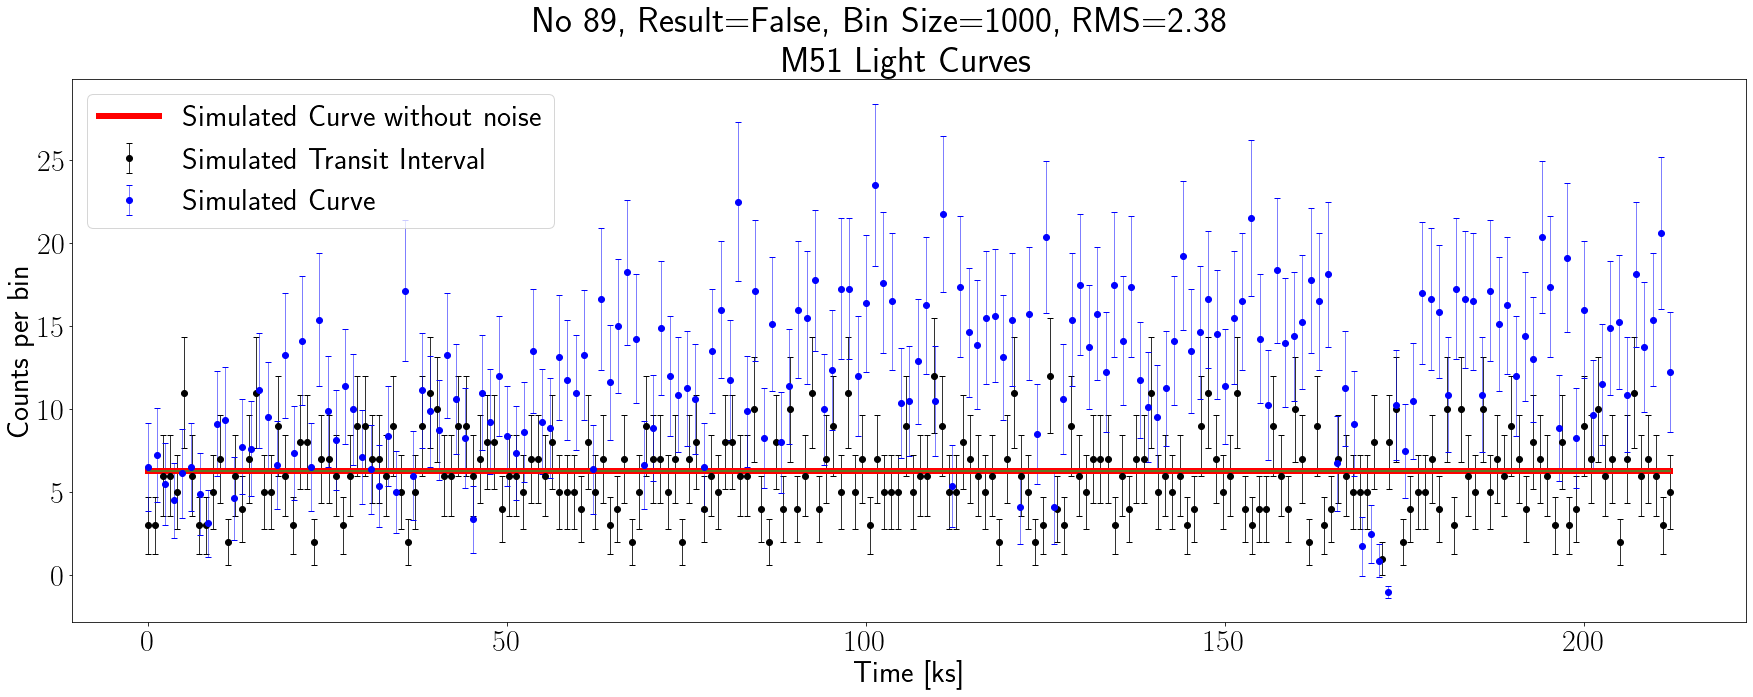 No 89, Result=False, Bin Size=1000, RMS=2.38
M51 Light Curves
Simulated Curve without noise
Simulated Transit Interval
Simulated Curve
Counts per bin
25
20
15
10
5
0
0 50 100 150 200
Time [ks]